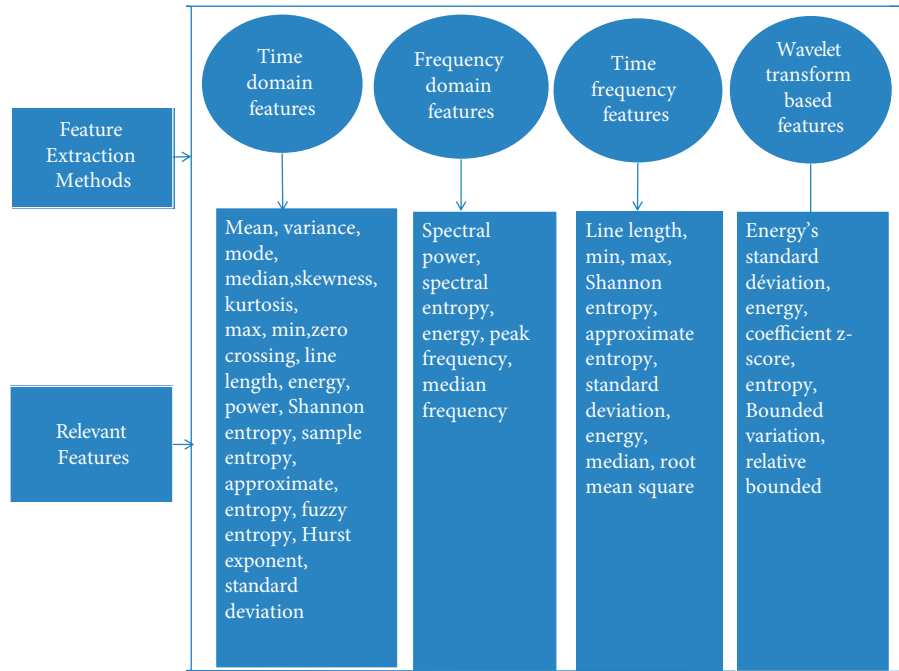 Feature
Extraction
Methods
Relevant
Features
Time
domain
features
Frequency
domain
features
Time
frequency
features
Wavelet
transform
based
features
Mean, variance,
mode,
median,skewness,
kurtosis,
max, min,zero
crossing, line
length, energy,
power, Shannon
entropy, sample
entropy,
approximate,
entropy, fuzzy
entropy, Hurst
exponent,
standard
deviation
Spectral
power,
spectral
entropy,
energy, peak
frequency,
median
frequency
Line length,
min, max,
Shannon
entropy,
approximate
entropy,
standard
deviation,
energy,
median, root
mean square
Energy’s
standard
déviation,
energy,
coefficient z-
score,
entropy,
Bounded
variation,
relative
bounded